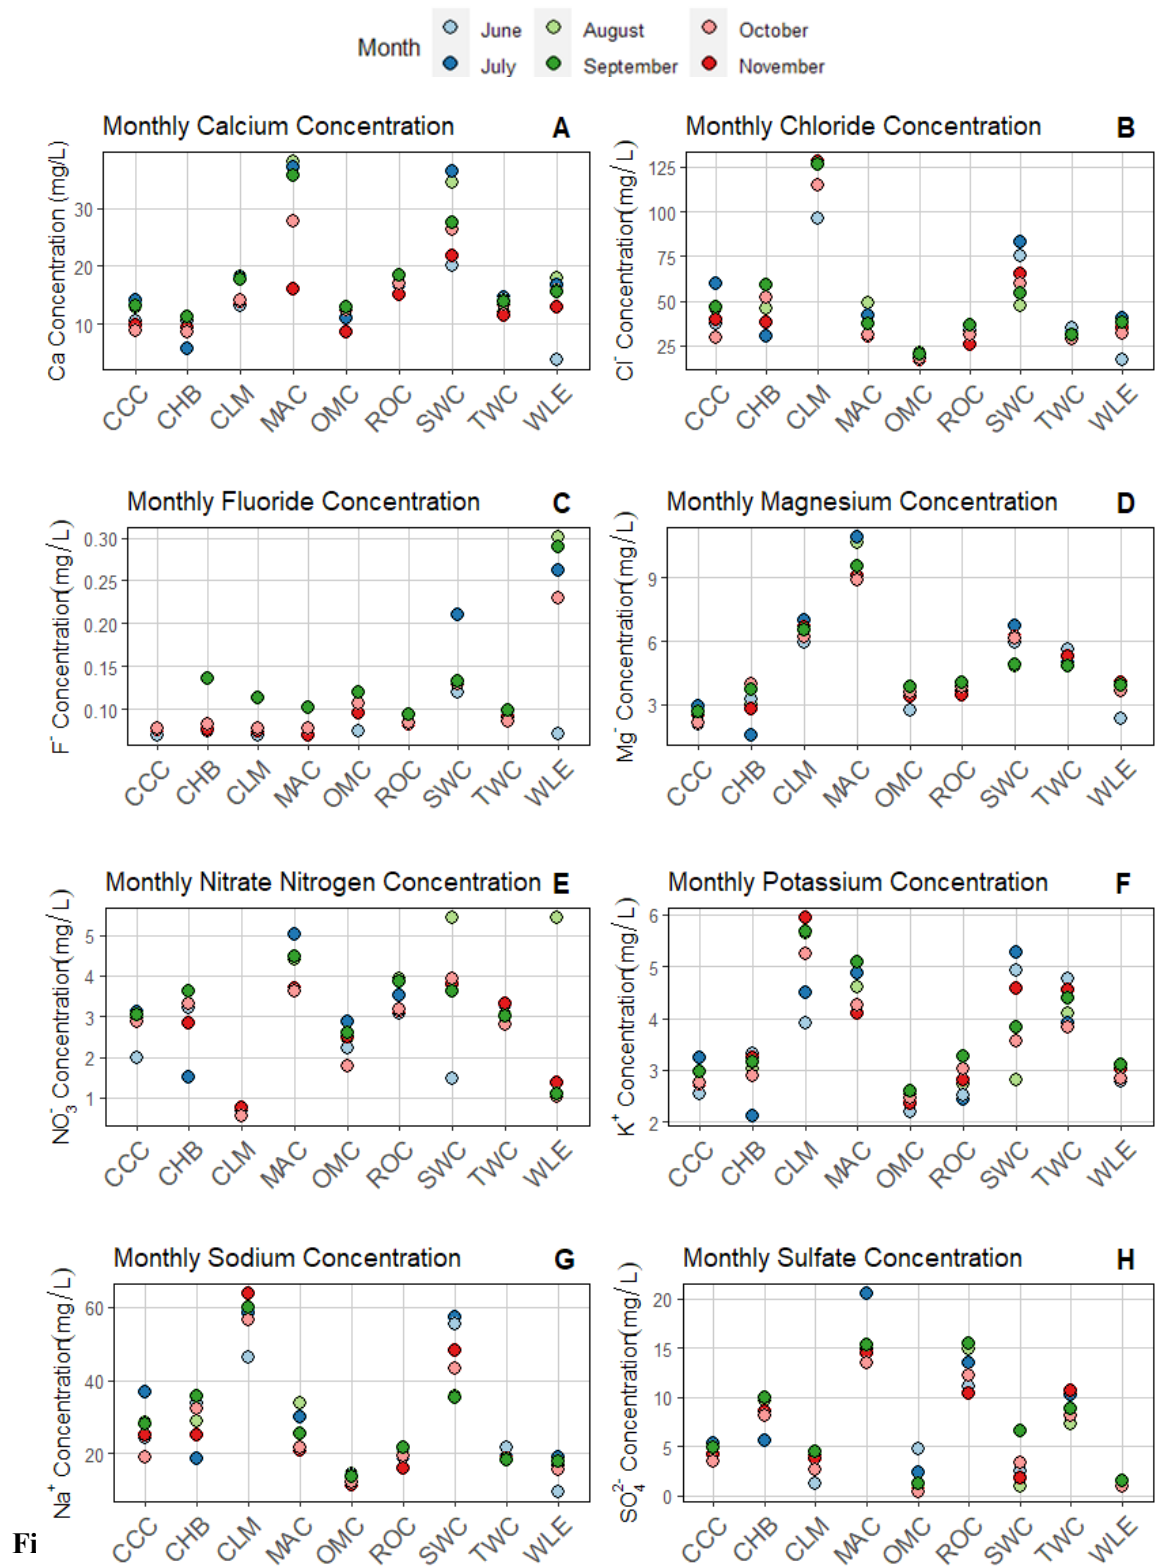 Month
June
August
October
July
September
November
Monthly Calcium Concentration A
Ca Concentration (mg/L)
30
20
10
CCC CHB CLM MAC OMC ROC SWC TWC WLE
Monthly Chloride Concentration B
Cl⁻ Concentration(mg/L)
125
100
75
50
25
CCC CHB CLM MAC OMC ROC SWC TWC WLE
Monthly Fluoride Concentration C
F⁻ Concentration(mg/L)
0.30
0.25
0.20
0.15
0.10
CCC CHB CLM MAC OMC ROC SWC TWC WLE
Monthly Magnesium Concentration D
Mg⁻ Concentration(mg/L)
9
6
3
CCC CHB CLM MAC OMC ROC SWC TWC WLE
Monthly Nitrate Nitrogen Concentration E
NO₃⁻ Concentration(mg/L)
5
4
3
2
1
CCC CHB CLM MAC OMC ROC SWC TWC WLE
Monthly Potassium Concentration F
K⁺ Concentration(mg/L)
6
5
4
3
2
CCC CHB CLM MAC OMC ROC SWC TWC WLE
Monthly Sodium Concentration G
Na⁺ Concentration(mg/L)
60
40
20
CCC CHB CLM MAC OMC ROC SWC TWC WLE
Monthly Sulfate Concentration H
SO₄²⁻ Concentration(mg/L)
20
15
10
5
0
CCC CHB CLM MAC OMC ROC SWC TWC WLE
Fi